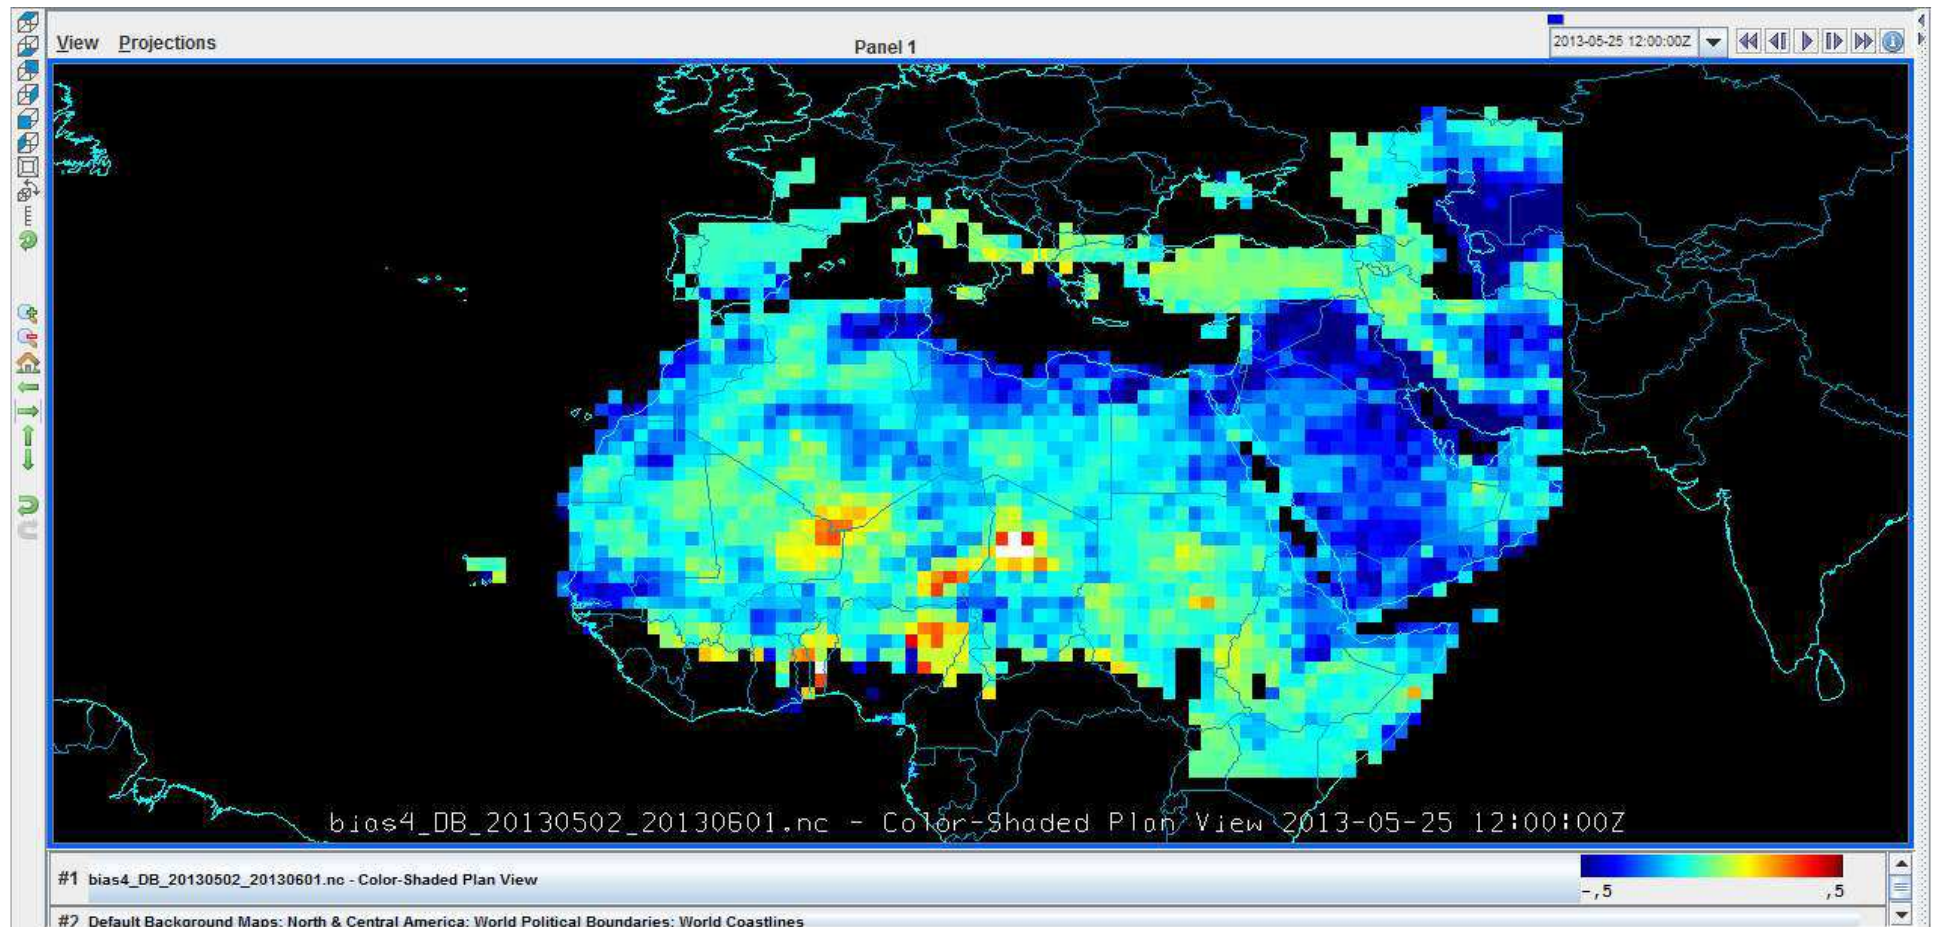 View Projections
Panel 1
2013-05-25 12:00:00Z
bias4_DB_20130502_20130601.nc - Color-Shaded Plan View 2013-05-25 12:00:00Z
#1 bias4_DB_20130502_20130601.nc - Color-Shaded Plan View
-,5 ,5
#2 Default Background Maps: North & Central America; World Political Boundaries; World Coastlines